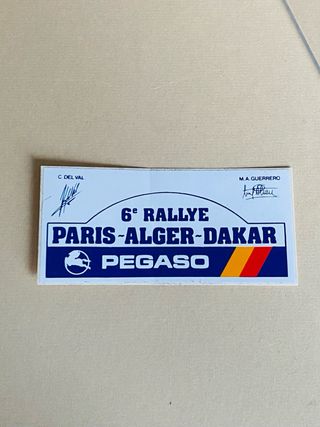 C. DEL VAL
M. A. GUERRERO
6e RALLYE
PARIS-ALGER-DAKAR
PEGASO